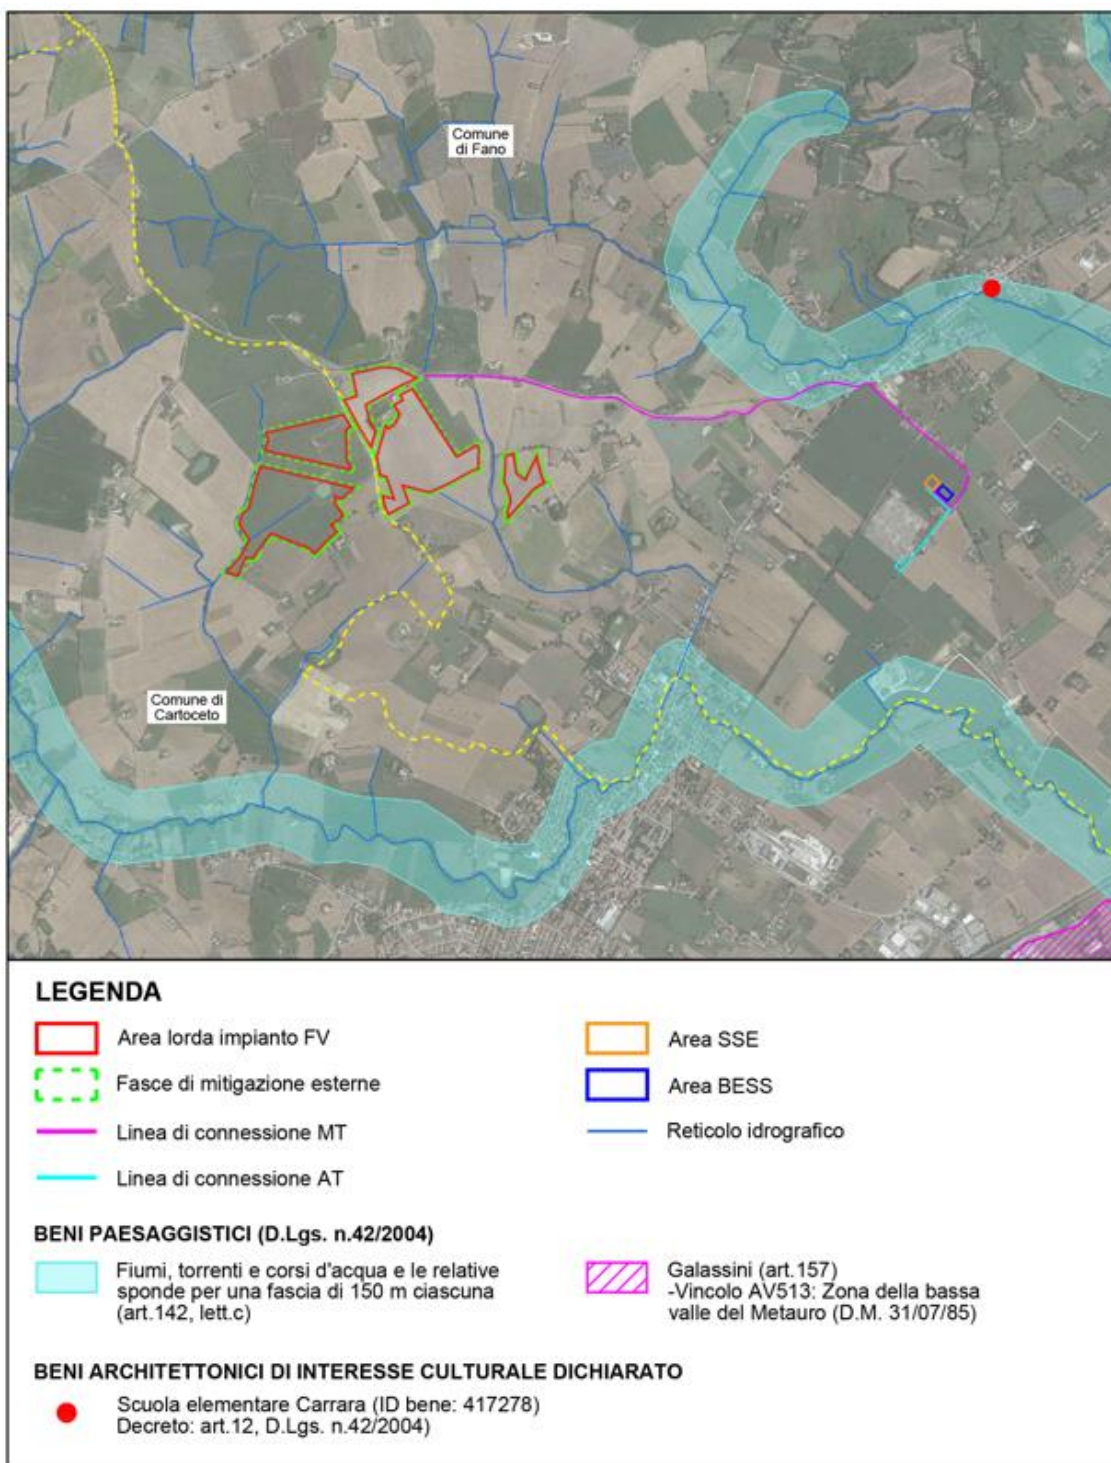 Comune
di Fano
Comune di
Cartoceto
LEGENDA
Area lorda impianto FV
Area SSE
Fasce di mitigazione esterne
Area BESS
Linea di connessione MT
Reticolo idrografico
Linea di connessione AT
BENI PAESAGGISTICI (D.Lgs. n.42/2004)
Fiumi, torrenti e corsi d'acqua e le relative
sponde per una fascia di 150 m ciascuna
(art.142, lett.c)
Galassini (art.157)
-Vincolo AV513: Zona della bassa
valle del Metauro (D.M. 31/07/85)
BENI ARCHITETTONICI DI INTERESSE CULTURALE DICHIARATO
Scuola elementare Carrara (ID bene: 417278)
Decreto: art.12, D.Lgs. n.42/2004)